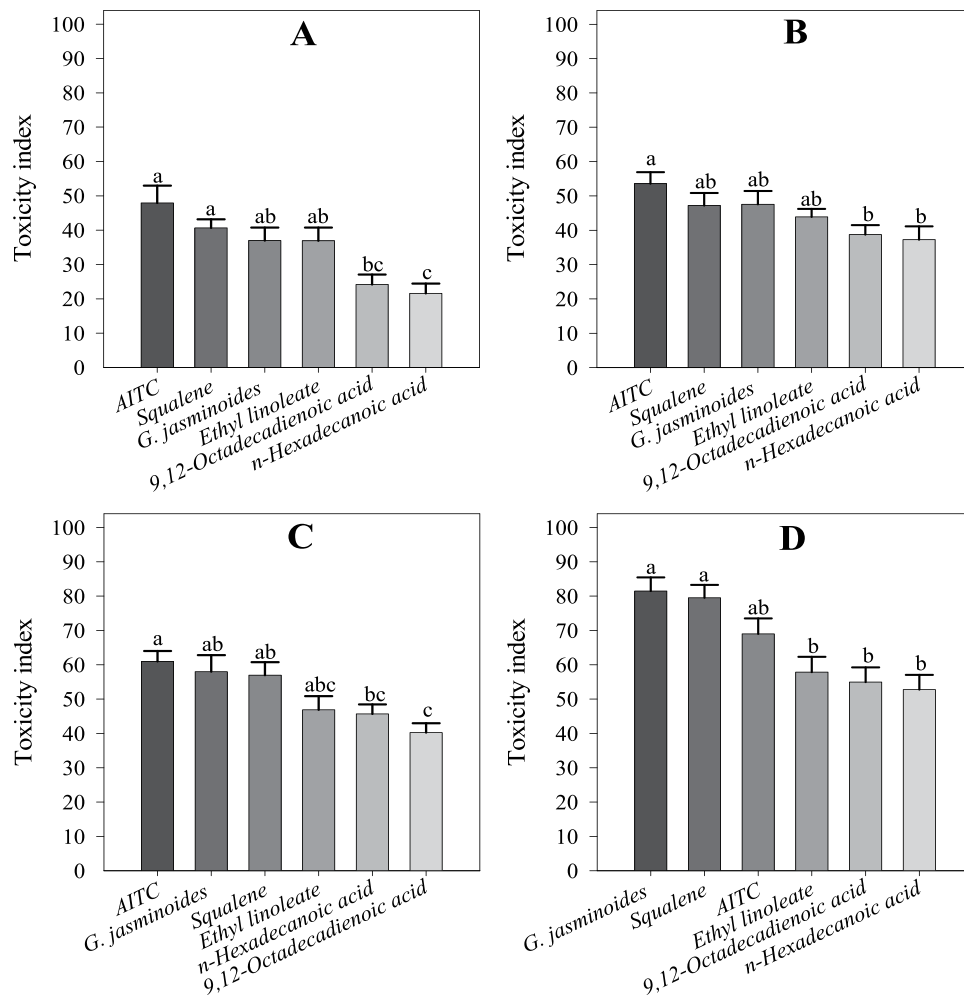 A
Toxicity index
100
90
80
70
60
50
40
30
20
10
0
a
a
ab
ab
bc
c
AITC
Squalene
G. jasminoides
Ethyl linoleate
9,12-Octadecadienoic acid
n-Hexadecanoic acid
B
Toxicity index
100
90
80
70
60
50
40
30
20
10
0
a
ab
ab
ab
b
b
AITC
Squalene
G. jasminoides
Ethyl linoleate
9,12-Octadecadienoic acid
n-Hexadecanoic acid
C
Toxicity index
100
90
80
70
60
50
40
30
20
10
0
a
ab
ab
abc
bc
c
AITC
G. jasminoides
Squalene
Ethyl linoleate
n-Hexadecanoic acid
9,12-Octadecadienoic acid
D
Toxicity index
100
90
80
70
60
50
40
30
20
10
0
a
a
ab
b
b
b
G. jasminoides
Squalene
AITC
Ethyl linoleate
9,12-Octadecadienoic acid
n-Hexadecanoic acid